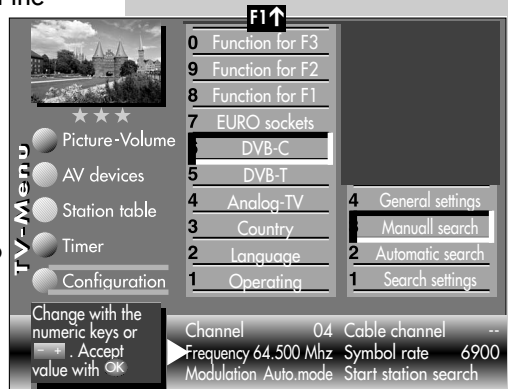 F1↑
0 Function for F3
9 Function for F2
8 Function for F1
7 EURO sockets
DVB-C
5 DVB-T
4 Analog-TV
3 Country
2 Language
1 Operating
TV-Menu
Picture-Volume
AV devices
Station table
Timer
Configuration
4 General settings
Manuall search
2 Automatic search
1 Search settings
Change with the
numeric keys or
- + . Accept
value with OK
Channel 04 Cable channel --
Frequency 64.500 Mhz Symbol rate 6900
Modulation Auto.mode Start station search